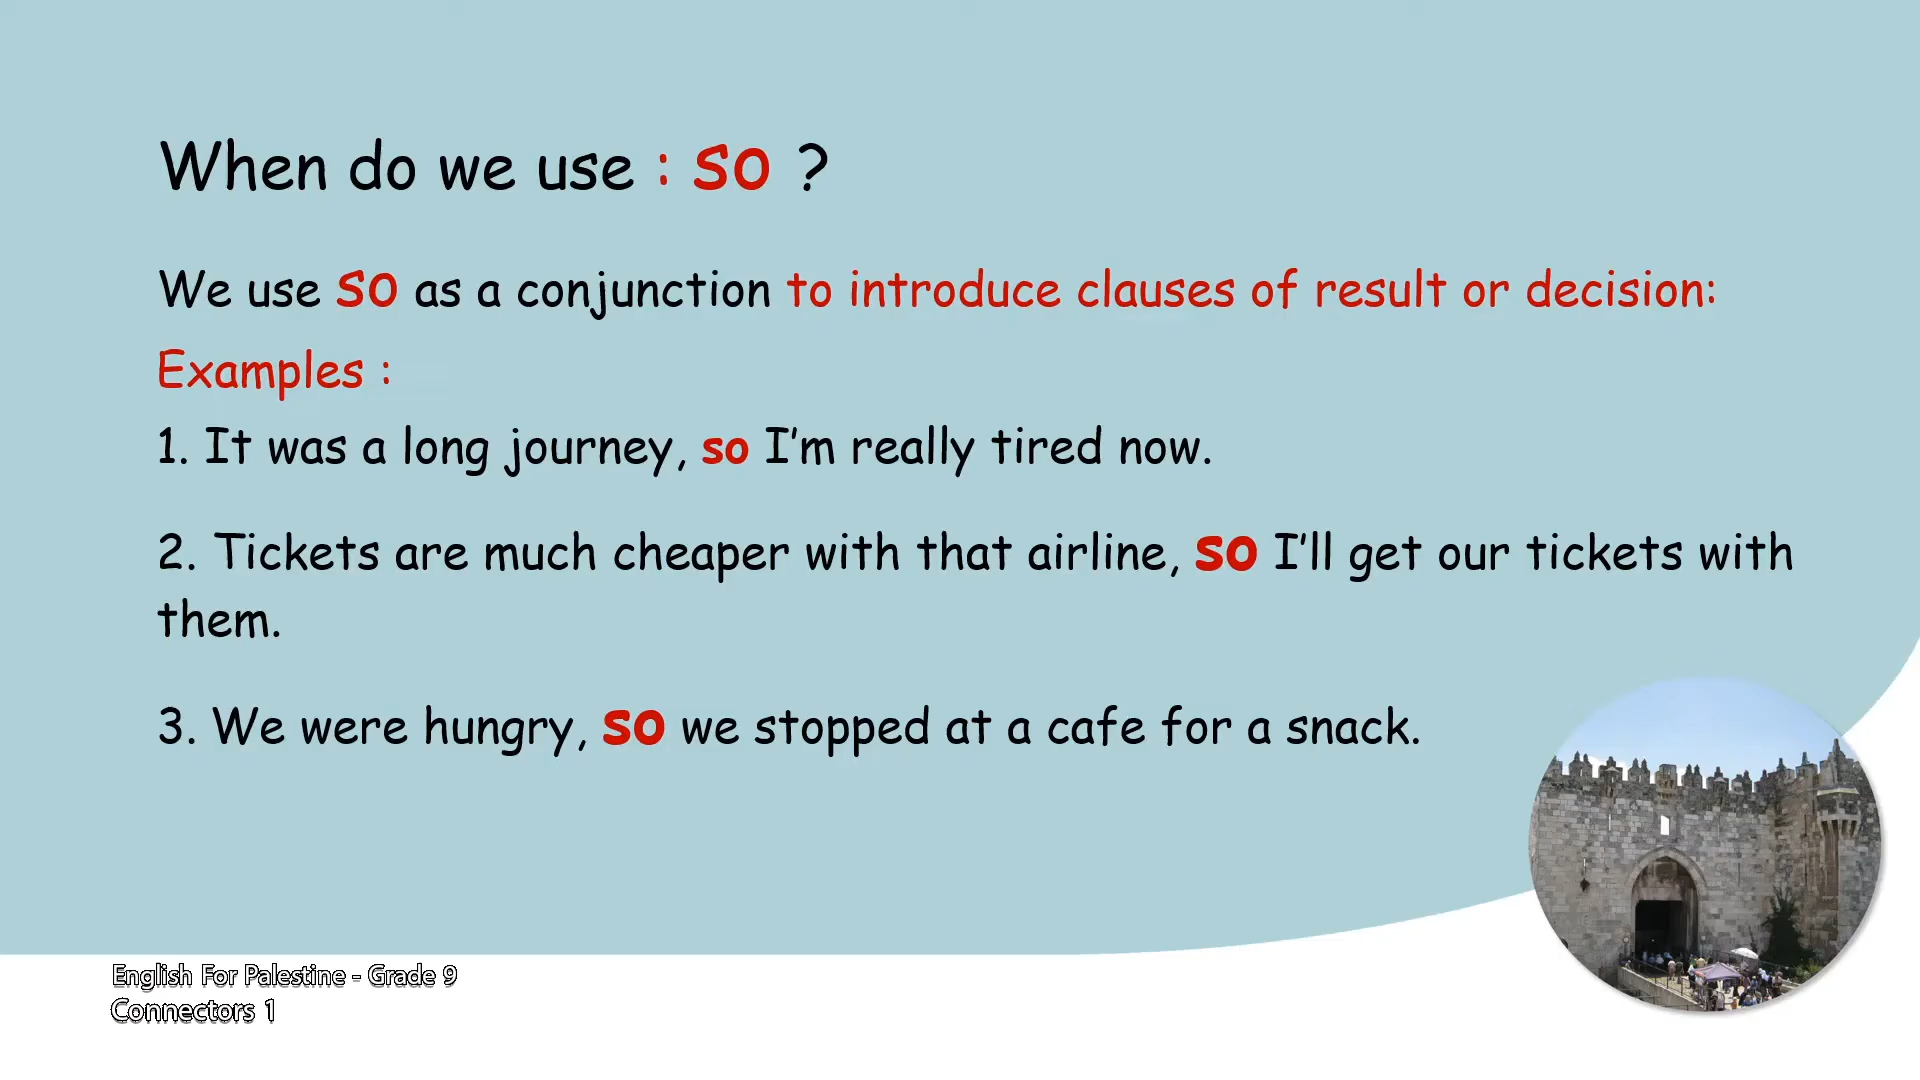 When do we use : so ?
We use so as a conjunction to introduce clauses of result or decision:
Examples :
1. It was a long journey, so I’m really tired now.
2. Tickets are much cheaper with that airline, so I’ll get our tickets with
them.
3. We were hungry, so we stopped at a cafe for a snack.
English For Palestine - Grade 9
Connectors 1